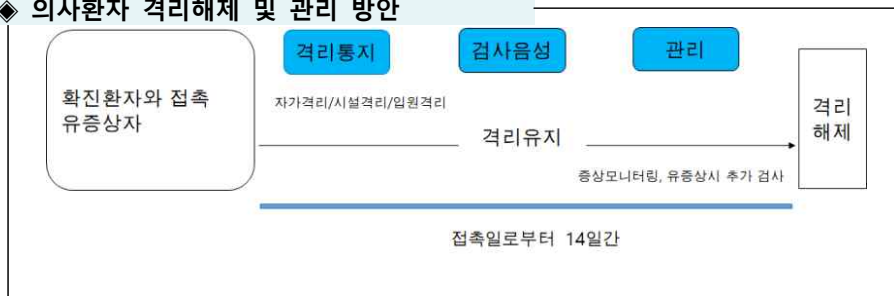 ◈ 의사환자 격리해제 및 관리 방안
격리통지
검사음성
관리
확진환자와 접촉
유증상자
자가격리/시설격리/입원격리
격리유지
증상모니터링, 유증상시 추가 검사
격리
해제
접촉일로부터 14일간